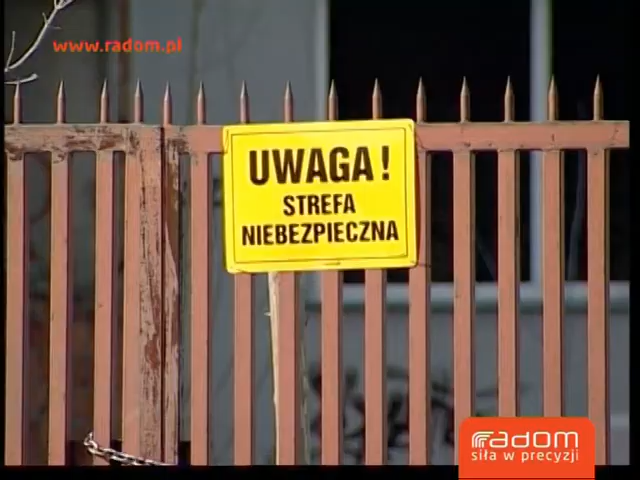 www.radom.pl
UWAGA !
STREFA
NIEBEZPIECZNA
radom
siła w precyzji